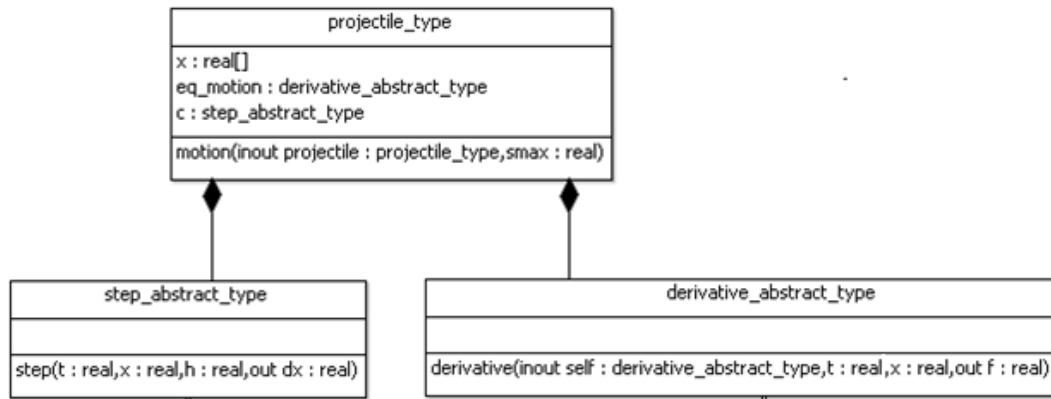 projectile_type
x : real[]
eq_motion : derivative_abstract_type
c : step_abstract_type
motion(inout projectile : projectile_type,smax : real)
step_abstract_type
step(t : real,x : real,h : real,out dx : real)
derivative_abstract_type
derivative(inout self : derivative_abstract_type,t : real,x : real,out f : real)